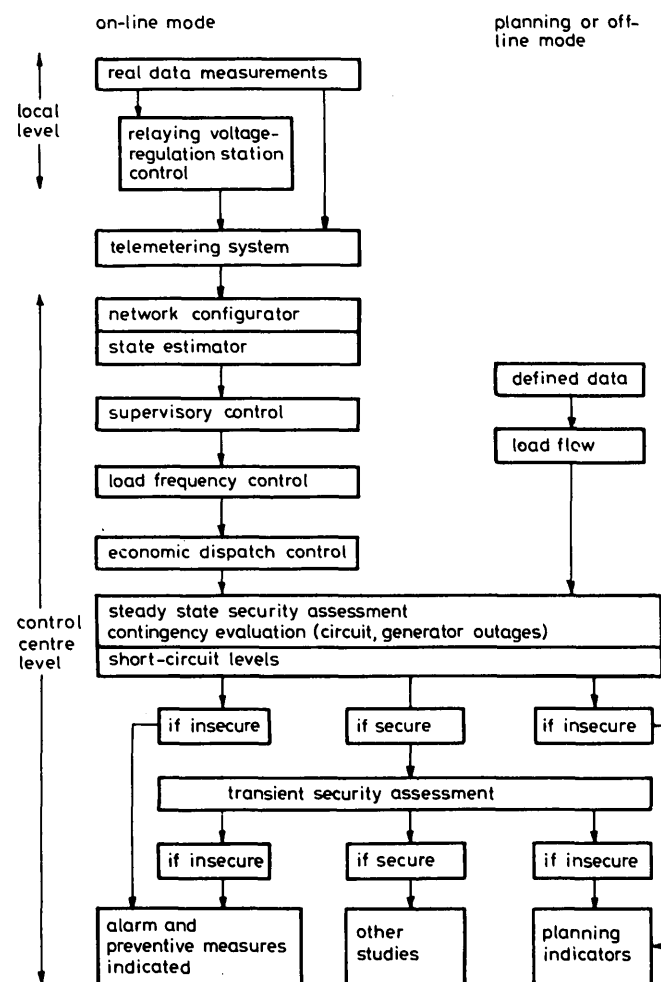 on-line mode
planning or off-
line mode
real data measurements
local
level
relaying voltage-
regulation station
control
telemetering system
network configurator
state estimator
defined data
supervisory control
load flow
load frequency control
economic dispatch control
steady state security assessment
contingency evaluation (circuit, generator outages)
control
centre
level
short-circuit levels
if insecure
if secure
if insecure
transient security assessment
if insecure
if secure
if insecure
alarm and
preventive measures
indicated
other
studies
planning
indicators